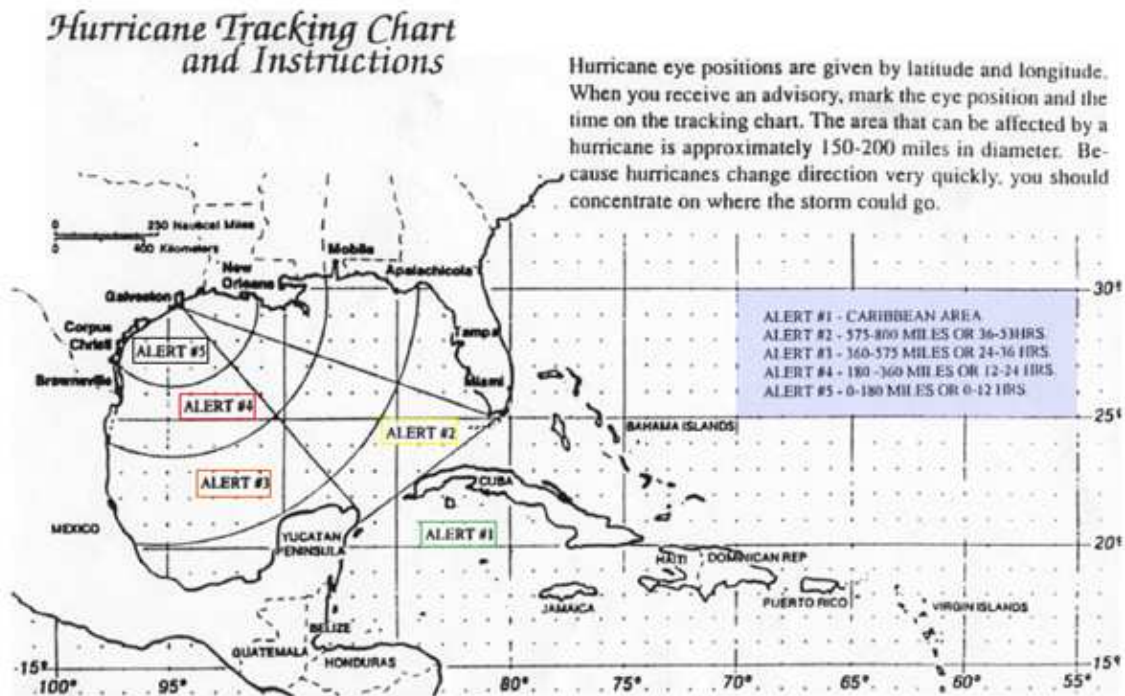 Hurricane Tracking Chart
and Instructions
Hurricane eye positions are given by latitude and longitude.
When you receive an advisory, mark the eye position and the
time on the tracking chart. The area that can be affected by a
hurricane is approximately 150-200 miles in diameter. Be-
cause hurricanes change direction very quickly, you should
concentrate on where the storm could go.
0 250 Nautical Miles
0 400 Kilometers
Mobile
New
Orleans
Apalachicola
Galveston
30°
ALERT #1 - CARIBBEAN AREA
ALERT #2 - 575-800 MILES OR 36-53HRS.
ALERT #3 - 360-575 MILES OR 24-36 HRS.
ALERT #4 - 180 -360 MILES OR 12-24 HRS.
ALERT #5 - 0-180 MILES OR 0-12 HRS.
Corpus
Christi
Tampa
ALERT #5
Brownsville
Miami
ALERT #4
25°
ALERT #2
BAHAMA ISLANDS
ALERT #3
CUBA
MEXICO
YUCATAN
PENINSULA
ALERT #1
20°
HAITI
DOMINICAN REP
JAMAICA
PUERTO RICO
VIRGIN ISLANDS
BELIZE
GUATEMALA
HONDURAS
15°
15°
100° 95° 80° 75° 70° 65° 60° 55°